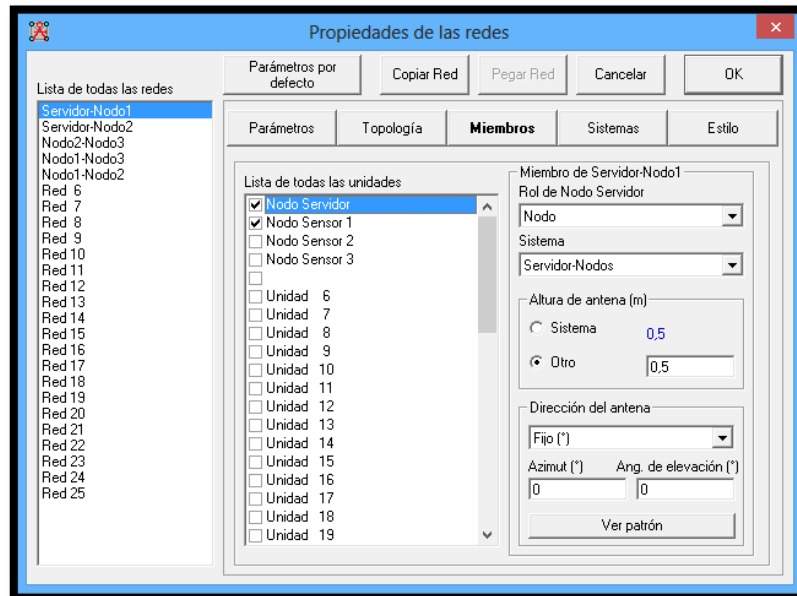 Propiedades de las redes
Parámetros por defecto
Copiar Red
Pegar Red
Cancelar
OK
Lista de todas las redes
Servidor-Nodo1
Servidor-Nodo2
Nodo2-Nodo3
Nodo1-Nodo3
Nodo1-Nodo2
Red 6
Red 7
Red 8
Red 9
Red 10
Red 11
Red 12
Red 13
Red 14
Red 15
Red 16
Red 17
Red 18
Red 19
Red 20
Red 21
Red 22
Red 23
Red 24
Red 25
Parámetros
Topología
Miembros
Sistemas
Estilo
Lista de todas las unidades
Nodo Servidor
Nodo Sensor 1
Nodo Sensor 2
Nodo Sensor 3
Unidad 6
Unidad 7
Unidad 8
Unidad 9
Unidad 10
Unidad 11
Unidad 12
Unidad 13
Unidad 14
Unidad 15
Unidad 16
Unidad 17
Unidad 18
Unidad 19
Miembro de Servidor-Nodo1
Rol de Nodo Servidor
Nodo
Sistema
Servidor-Nodos
Altura de antena (m)
Sistema 0,5
Otro 0,5
Dirección del antena
Fijo (°)
Azimut (°) Ang. de elevación (°)
0 0
Ver patrón